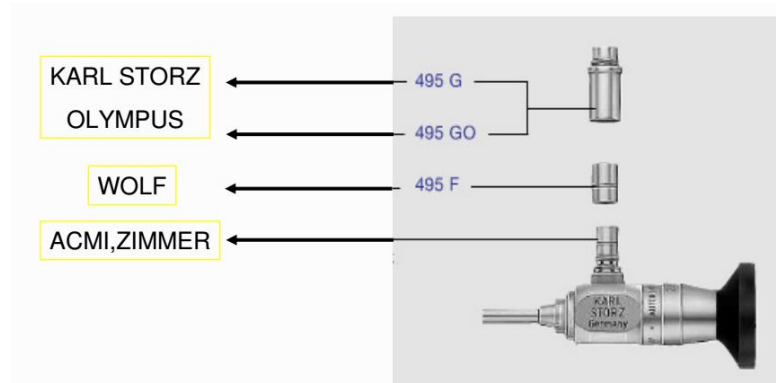 KARL STORZ
495 G
OLYMPUS
495 GO
WOLF
495 F
ACMI,ZIMMER
KARL
STORZ
Germany